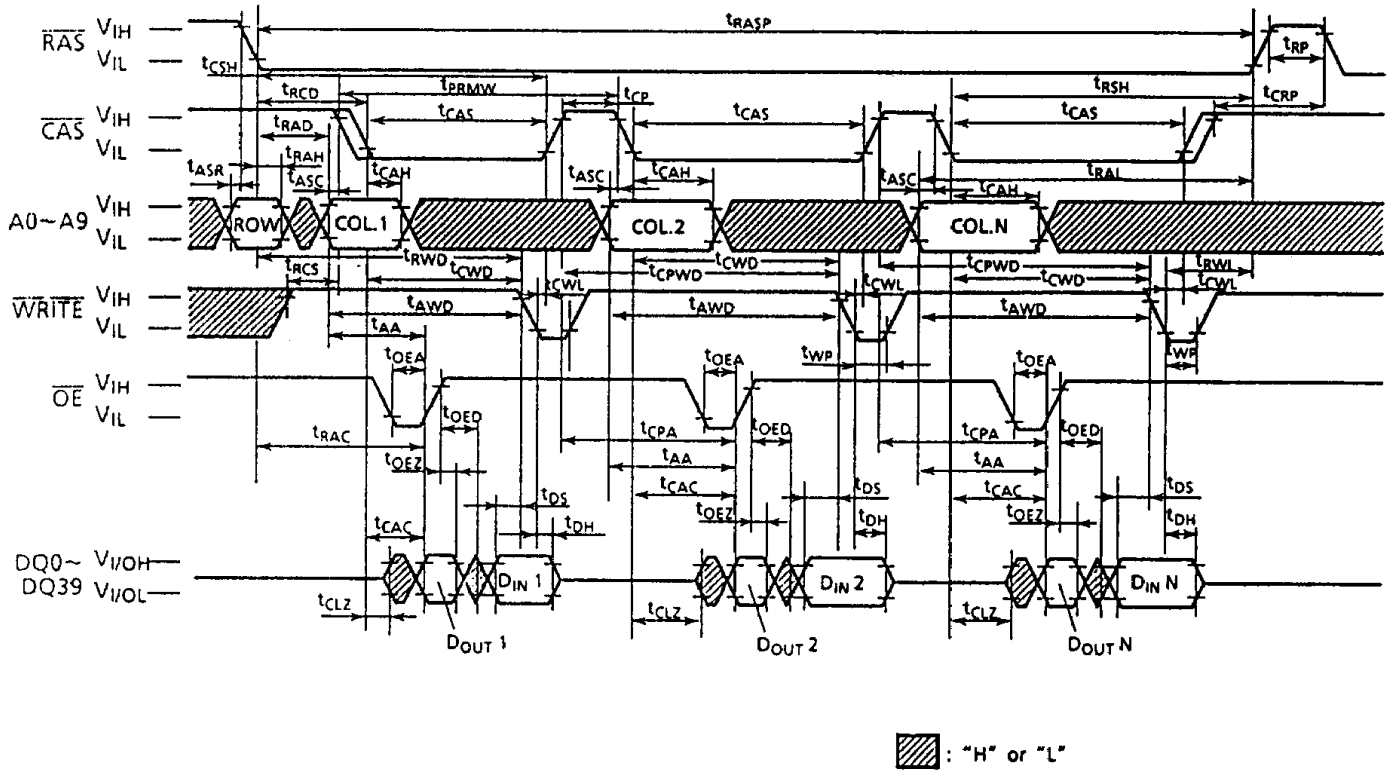 tRASP
RAS VIH
VIL
tRP
tCSH
tPRMW
tRSH
tRCD
tCP
tCRP
CAS VIH
VIL
tRAD
tCAS
tCAS
tCAS
tASR
tRAH
tASC
tCAH
tASC
tCAH
tASC
tCAH
tRAL
A0~A9 VIH
VIL
ROW
COL.1
COL.2
COL.N
tRWD
tCWD
tCWD
tCPWD
tCPWD
tCWD
tRWL
tRCS
tCWL
tCWL
tCWL
WRITE VIH
VIL
tAWD
tAWD
tAWD
tAA
tOEA
tOEA
tWP
tOEA
tWP
OE VIH
VIL
tOED
tOED
tOED
tRAC
tCPA
tCPA
tOEZ
tAA
tAA
tDS
tCAC
tDS
tCAC
tDS
tOEZ
tOEZ
tCAC
tDH
tDH
tDH
DQ0~ VI/OH
DQ39 VI/OL
DIN 1
DIN 2
DIN N
tCLZ
tCLZ
tCLZ
DOUT 1
DOUT 2
DOUT N
: "H" or "L"